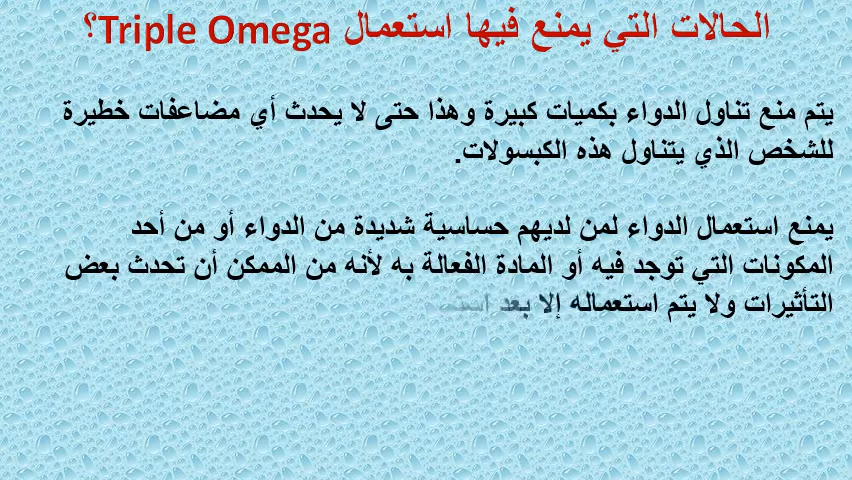 الحالات التي يمنع فيها استعمال Triple Omega؟
يتم منع تناول الدواء بكميات كبيرة وهذا حتى لا يحدث أي مضاعفات خطيرة
للشخص الذي يتناول هذه الكبسولات.
يمنع استعمال الدواء لمن لديهم حساسية شديدة من الدواء أو من أحد
المكونات التي توجد فيه أو المادة الفعالة به لأنه من الممكن أن تحدث بعض
التأثيرات ولا يتم استعماله إلا بعد